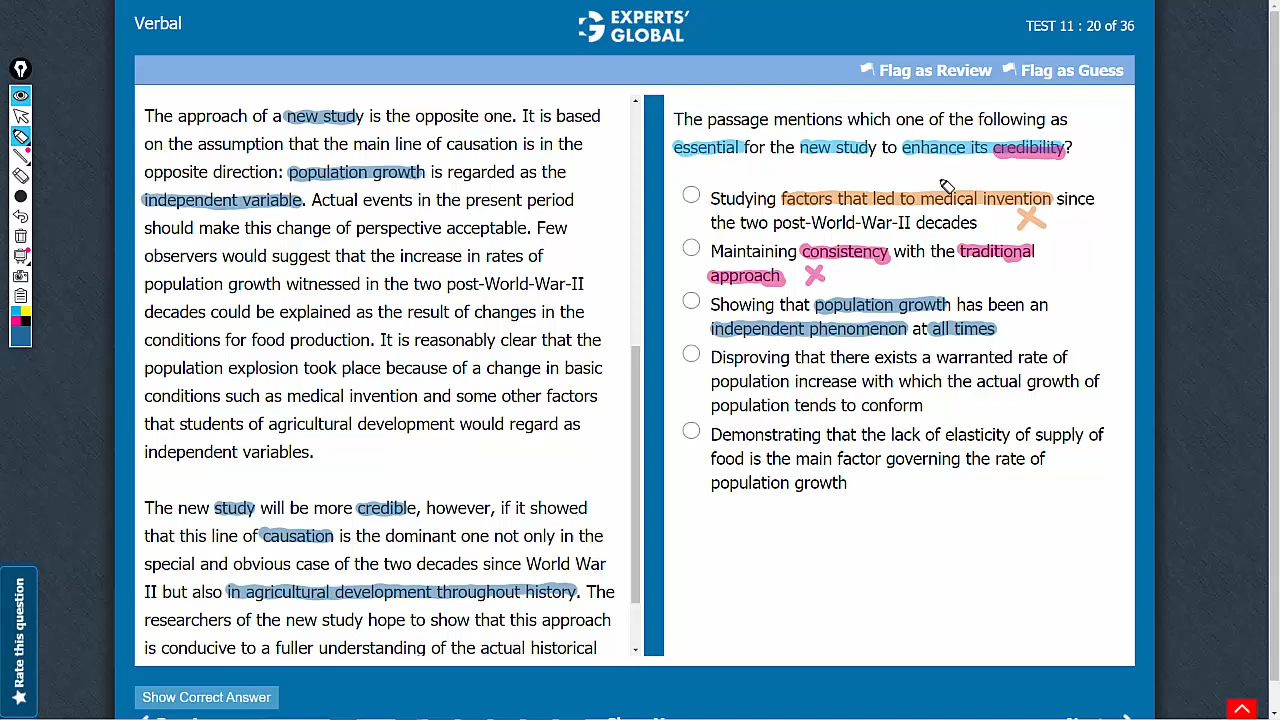 Verbal
EXPERTS'
GLOBAL
TEST 11 : 20 of 36
Flag as Review
Flag as Guess
The approach of a new study is the opposite one. It is based
on the assumption that the main line of causation is in the
opposite direction: population growth is regarded as the
independent variable. Actual events in the present period
should make this change of perspective acceptable. Few
observers would suggest that the increase in rates of
population growth witnessed in the two post-World-War-II
decades could be explained as the result of changes in the
conditions for food production. It is reasonably clear that the
population explosion took place because of a change in basic
conditions such as medical invention and some other factors
that students of agricultural development would regard as
independent variables.
The new study will be more credible, however, if it showed
that this line of causation is the dominant one not only in the
special and obvious case of the two decades since World War
II but also in agricultural development throughout history. The
researchers of the new study hope to show that this approach
is conducive to a fuller understanding of the actual historical
The passage mentions which one of the following as
essential for the new study to enhance its credibility?
Studying factors that led to medical invention since
the two post-World-War-II decades
Maintaining consistency with the traditional
approach
Showing that population growth has been an
independent phenomenon at all times
Disproving that there exists a warranted rate of
population increase with which the actual growth of
population tends to conform
Demonstrating that the lack of elasticity of supply of
food is the main factor governing the rate of
population growth
Rate this question
Show Correct Answer